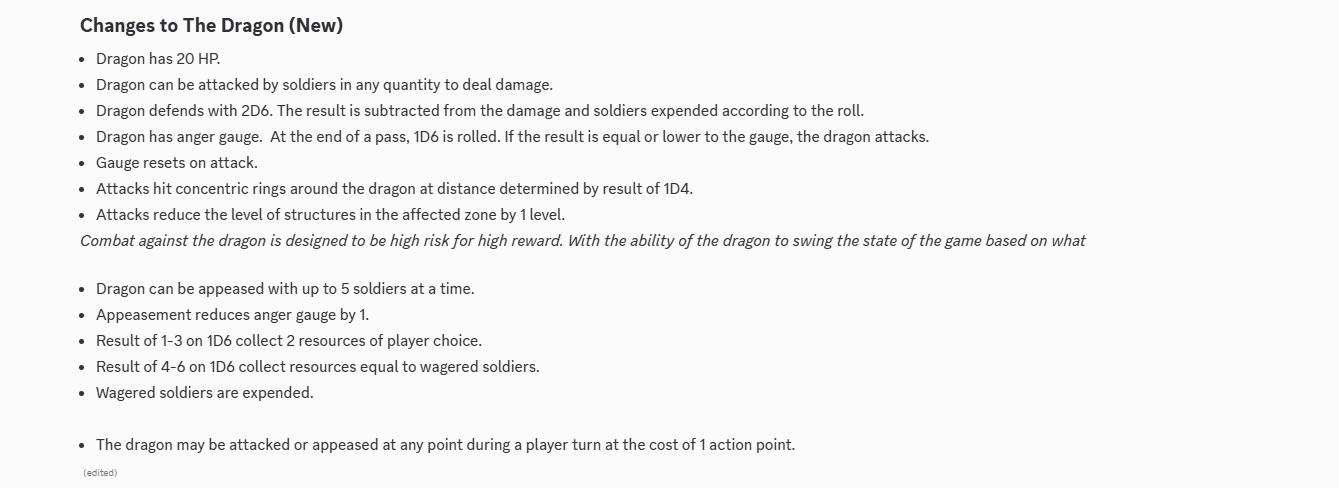 Changes to The Dragon (New)
• Dragon has 20 HP.
• Dragon can be attacked by soldiers in any quantity to deal damage.
• Dragon defends with 2D6. The result is subtracted from the damage and soldiers expended according to the roll.
• Dragon has anger gauge.  At the end of a pass, 1D6 is rolled. If the result is equal or lower to the gauge, the dragon attacks.
• Gauge resets on attack.
• Attacks hit concentric rings around the dragon at distance determined by result of 1D4.
• Attacks reduce the level of structures in the affected zone by 1 level.
Combat against the dragon is designed to be high risk for high reward. With the ability of the dragon to swing the state of the game based on what
• Dragon can be appeased with up to 5 soldiers at a time.
• Appeasement reduces anger gauge by 1.
• Result of 1-3 on 1D6 collect 2 resources of player choice.
• Result of 4-6 on 1D6 collect resources equal to wagered soldiers.
• Wagered soldiers are expended.
• The dragon may be attacked or appeased at any point during a player turn at the cost of 1 action point.
(edited)